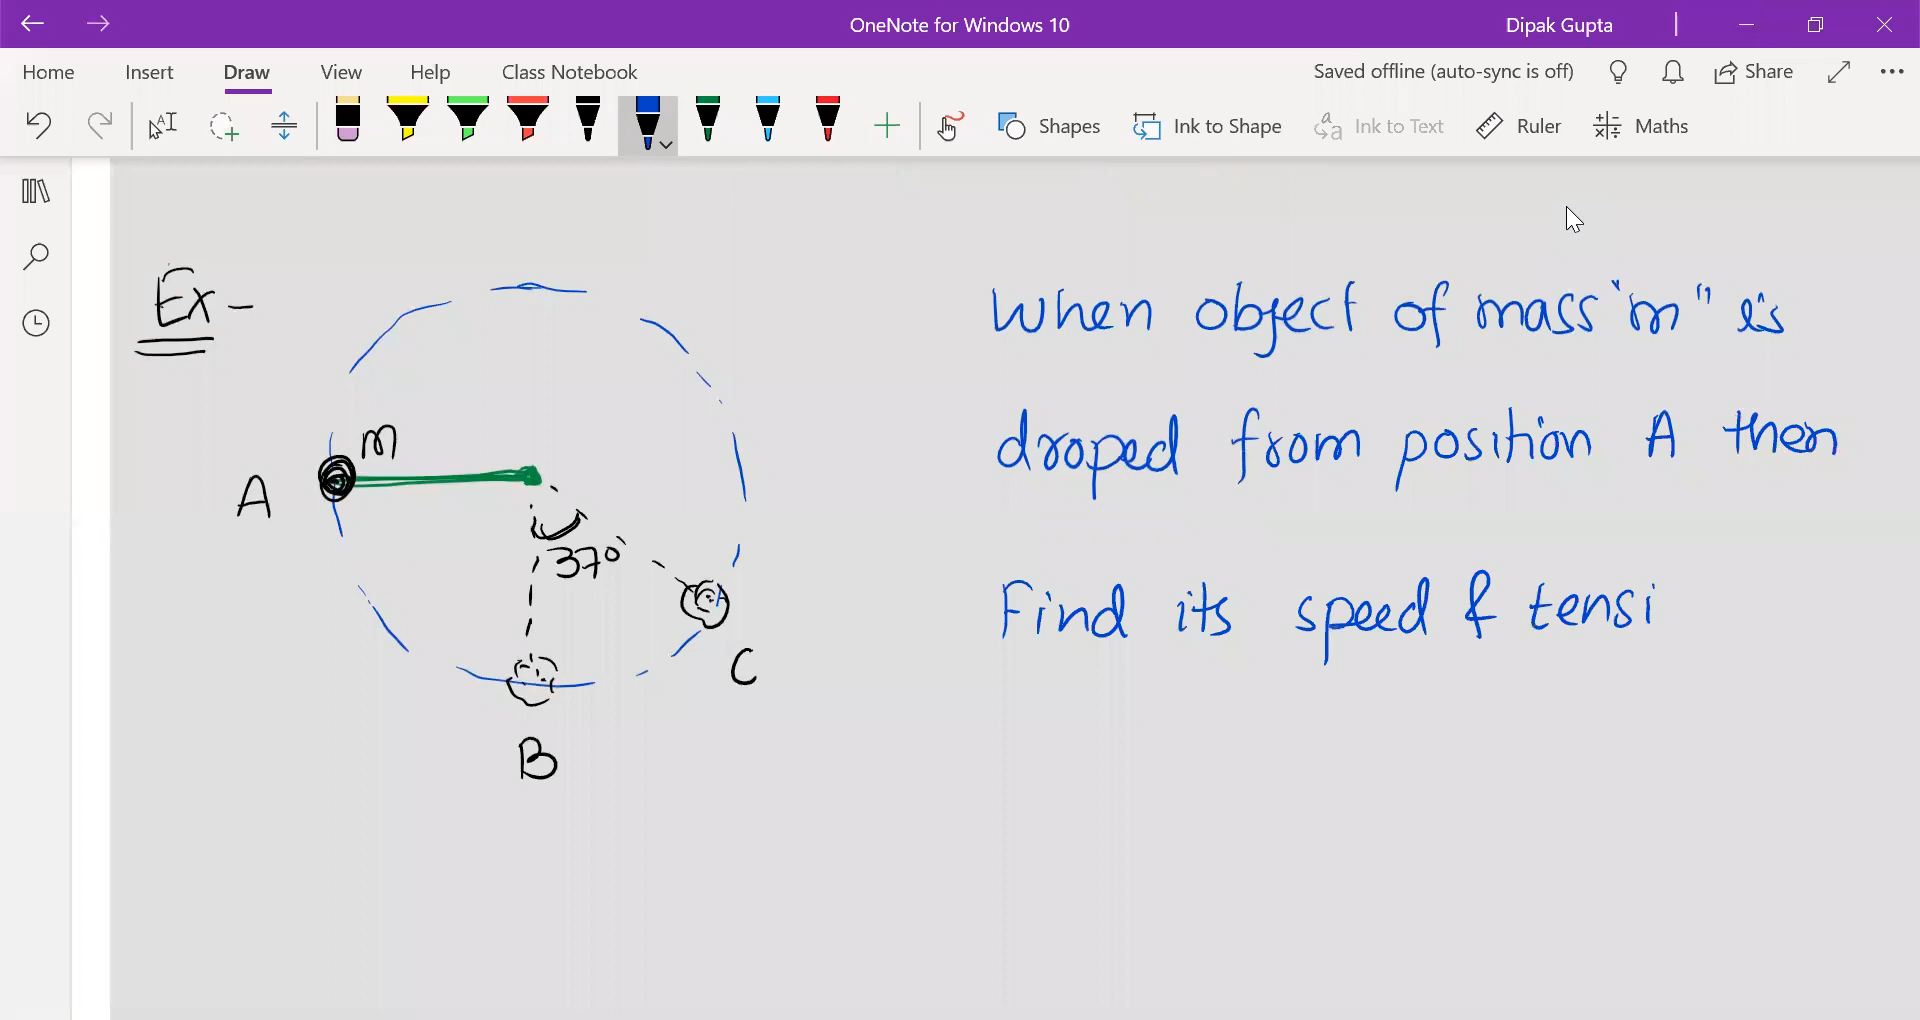 OneNote for Windows 10
Dipak Gupta
Home Insert Draw View Help Class Notebook
Saved offline (auto-sync is off) Share
Shapes Ink to Shape Ink to Text Ruler Maths
Ex -
When object of mass "m" is
droped from position A then
Find its speed & tensi
m
A
37°
C
B